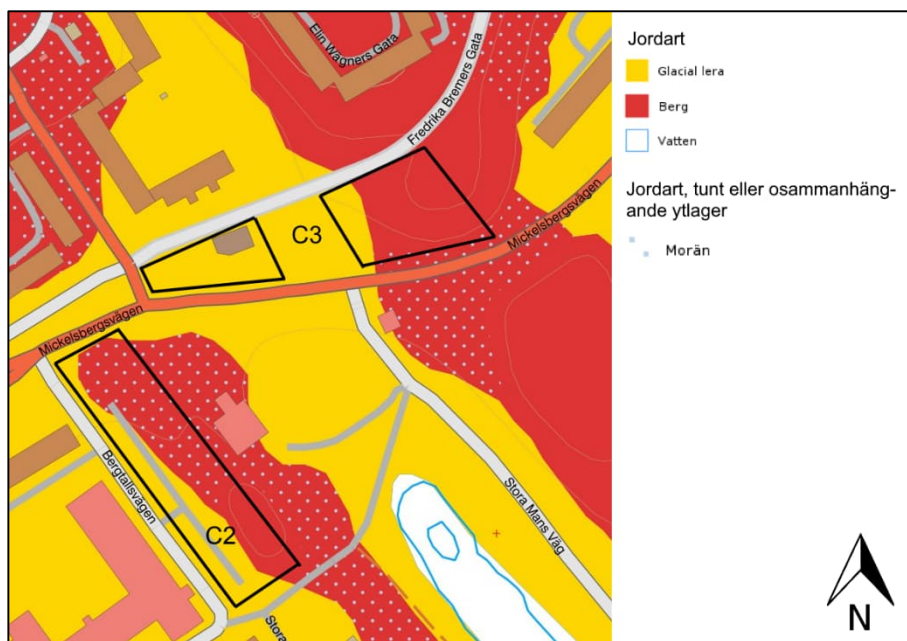 Elin Wägners Gata
Fredrika Bremers Gata
C3
Mickelsbergsvägen
Mickelsbergsvägen
Bergtallsvägen
C2
Stora Mans Väg
Stora
Jordart
Glacial lera
Berg
Vatten
Jordart, tunt eller osammanhäng-
ande ytlager
Morän
N